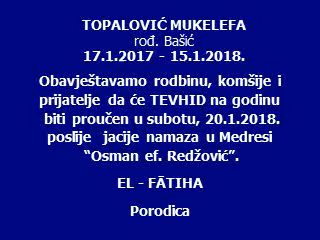 TOPALOVIĆ MUKELEFA
rođ. Bašić
17.1.2017 - 15.1.2018.
Obavještavamo rodbinu, komšije i
prijatelje da će TEVHID na godinu
biti proučen u subotu, 20.1.2018.
poslije jacije namaza u Medresi
“Osman ef. Redžović”.
EL - FĀTIHA
Porodica